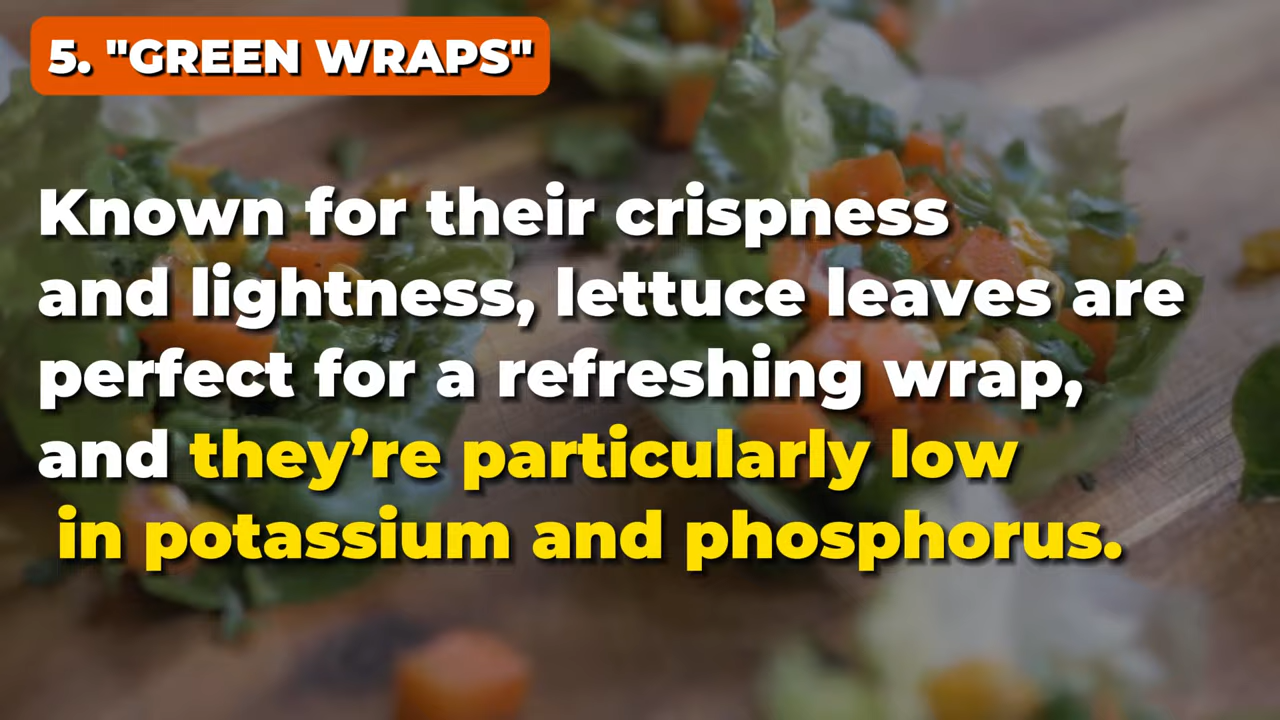 5. "GREEN WRAPS"
Known for their crispness
and lightness, lettuce leaves are
perfect for a refreshing wrap,
and they’re particularly low
in potassium and phosphorus.